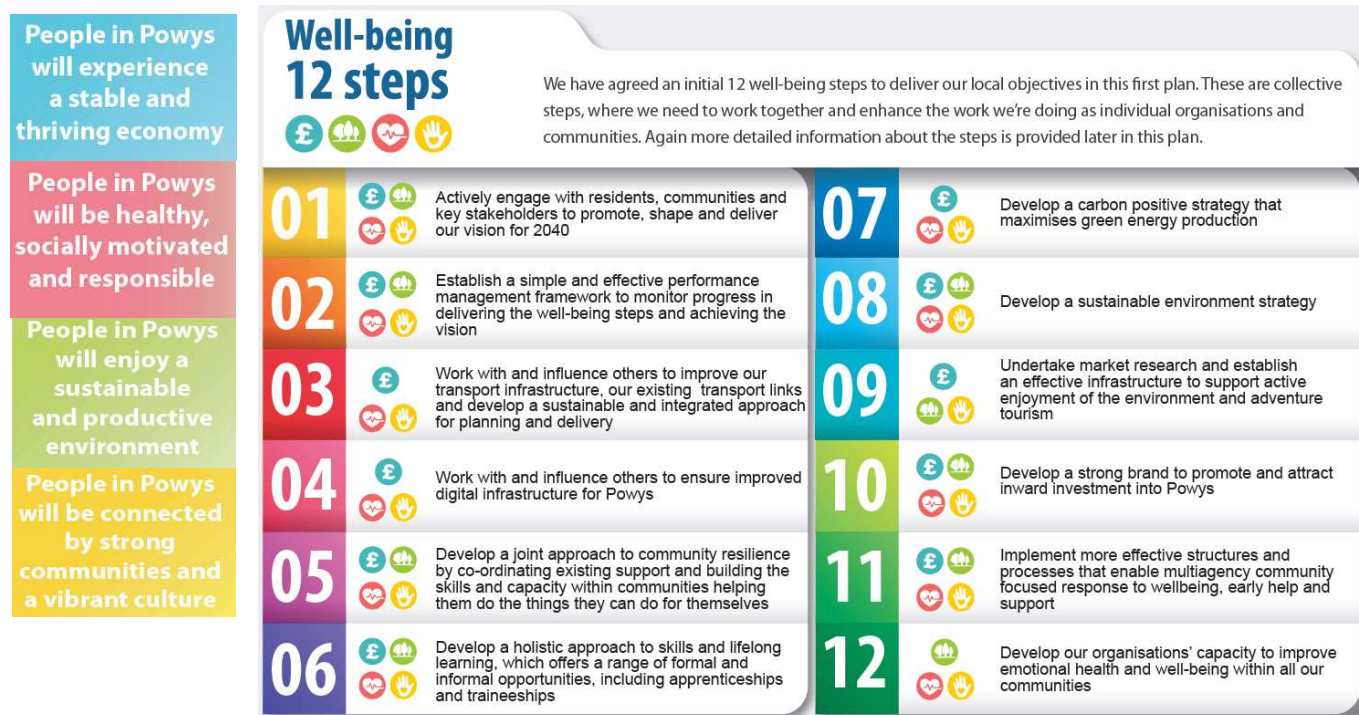 People in Powys
will experience
a stable and
thriving economy
People in Powys
will be healthy,
socially motivated
and responsible
People in Powys
will enjoy a
sustainable
and productive
environment
People in Powys
will be connected
by strong
communities and
a vibrant culture
Well-being
12 steps
We have agreed an initial 12 well-being steps to deliver our local objectives in this first plan. These are collective
steps, where we need to work together and enhance the work we're doing as individual organisations and
communities. Again more detailed information about the steps is provided later in this plan.
01
Actively engage with residents, communities and
key stakeholders to promote, shape and deliver
our vision for 2040
02
Establish a simple and effective performance
management framework to monitor progress in
delivering the well-being steps and achieving the
vision
03
Work with and influence others to improve our
transport infrastructure, our existing transport links
and develop a sustainable and integrated approach
for planning and delivery
04
Work with and influence others to ensure improved
digital infrastructure for Powys
05
Develop a joint approach to community resilience
by co-ordinating existing support and building the
skills and capacity within communities helping
them do the things they can do for themselves
06
Develop a holistic approach to skills and lifelong
learning, which offers a range of formal and
informal opportunities, including apprenticeships
and traineeships
07
Develop a carbon positive strategy that
maximises green energy production
08
Develop a sustainable environment strategy
09
Undertake market research and establish
an effective infrastructure to support active
enjoyment of the environment and adventure
tourism
10
Develop a strong brand to promote and attract
inward investment into Powys
11
Implement more effective structures and
processes that enable multiagency community
focused response to wellbeing, early help and
support
12
Develop our organisations' capacity to improve
emotional health and well-being within all our
communities